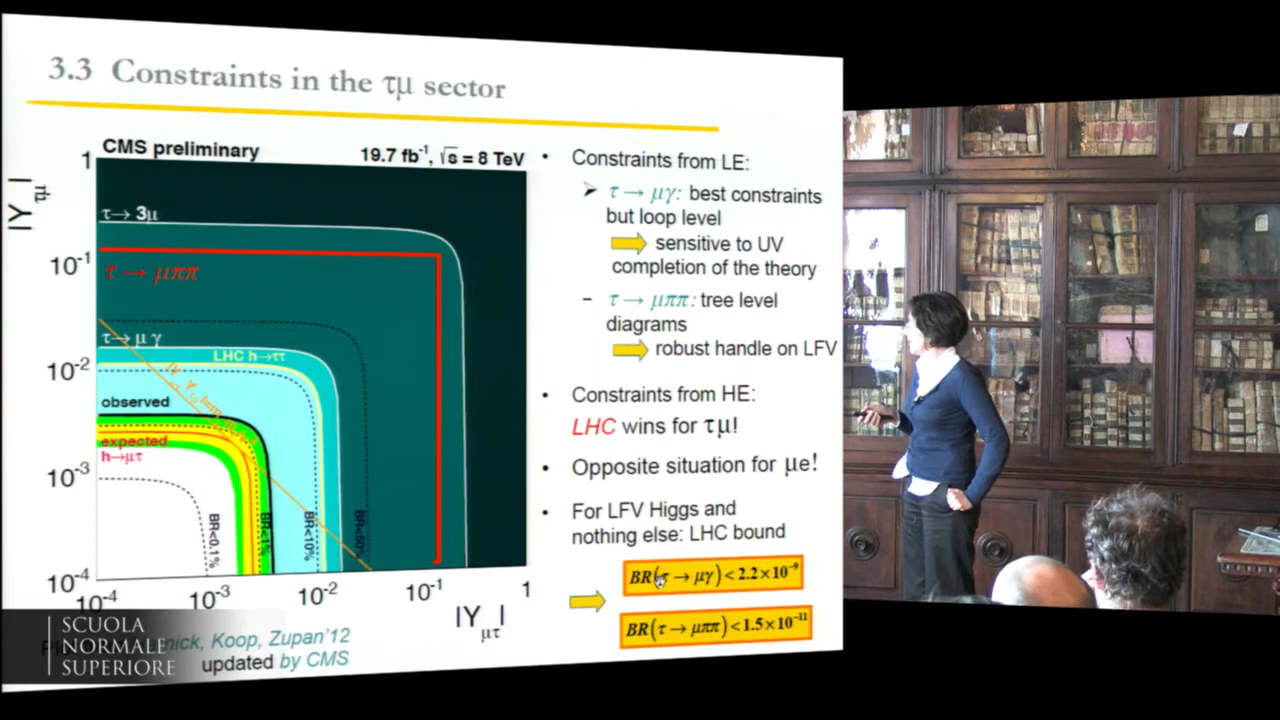 3.3 Constraints in the τμ sector
CMS preliminary
19.7 fb⁻¹, √s = 8 TeV
|Y_τμ|
1
10⁻¹
10⁻²
10⁻³
10⁻⁴
τ→ 3μ
τ → μππ
τ→ μ γ
LHC h→ττ
observed
expected
h→μτ
BR<0.1%
BR<1%
BR<10%
BR<50%
10⁻⁴
10⁻³
10⁻²
10⁻¹
1
|Y_μτ|
Koop, Zupan'12
updated by CMS
• Constraints from LE:
➢ τ → μγ: best constraints
but loop level
sensitive to UV
completion of the theory
– τ → μππ: tree level
diagrams
robust handle on LFV
• Constraints from HE:
LHC wins for τμ!
• Opposite situation for μe!
• For LFV Higgs and
nothing else: LHC bound
BR(τ → μγ) < 2.2×10⁻⁹
BR(τ → μππ) < 1.5×10⁻¹¹
SCUOLA
NORMALE
SUPERIORE